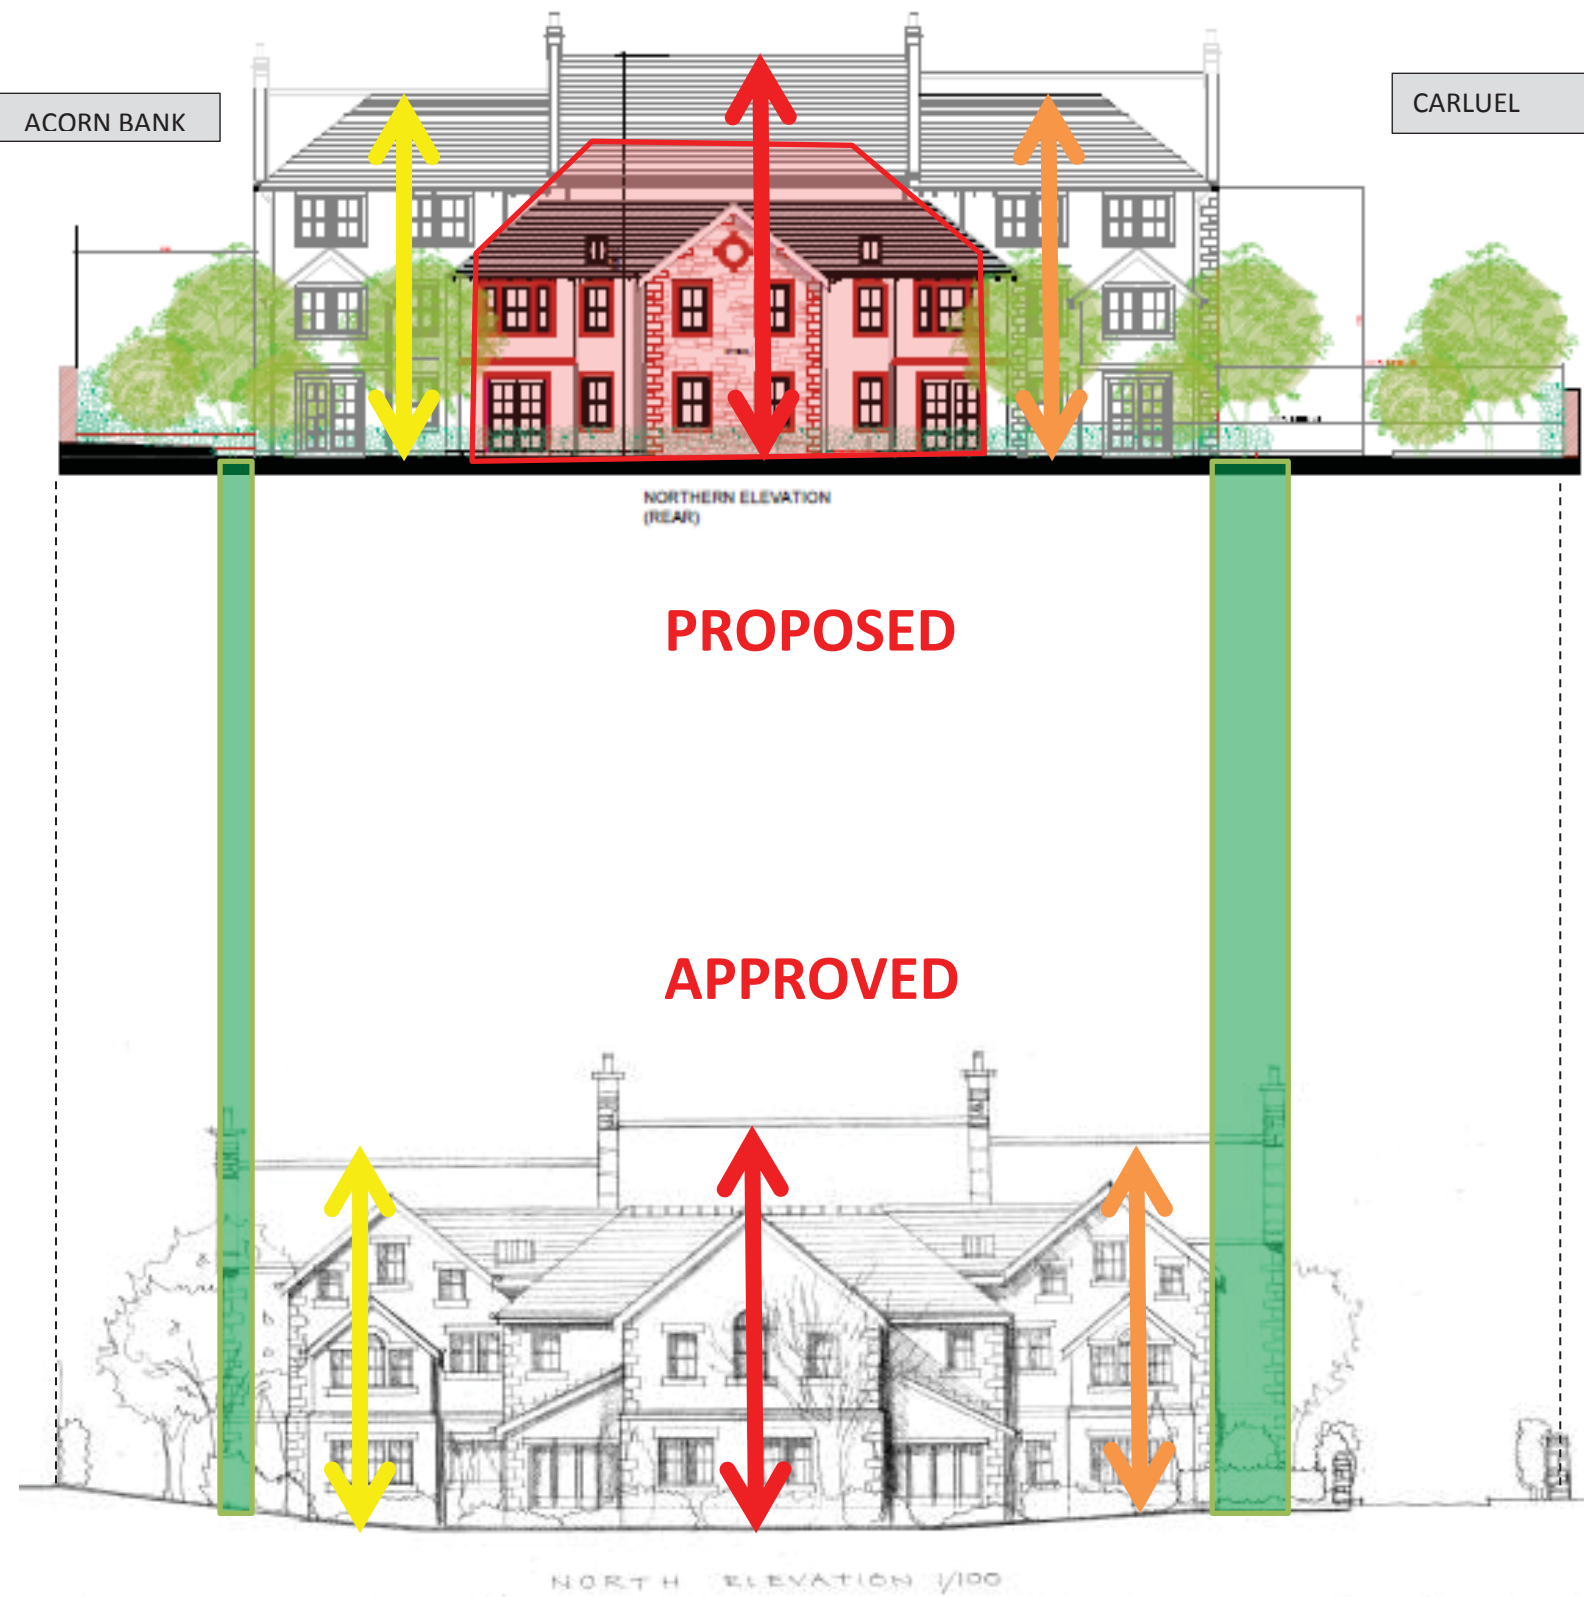 ACORN BANK
CARLUEL
NORTHERN ELEVATION
(REAR)
PROPOSED
APPROVED
NORTH ELEVATION 1/100